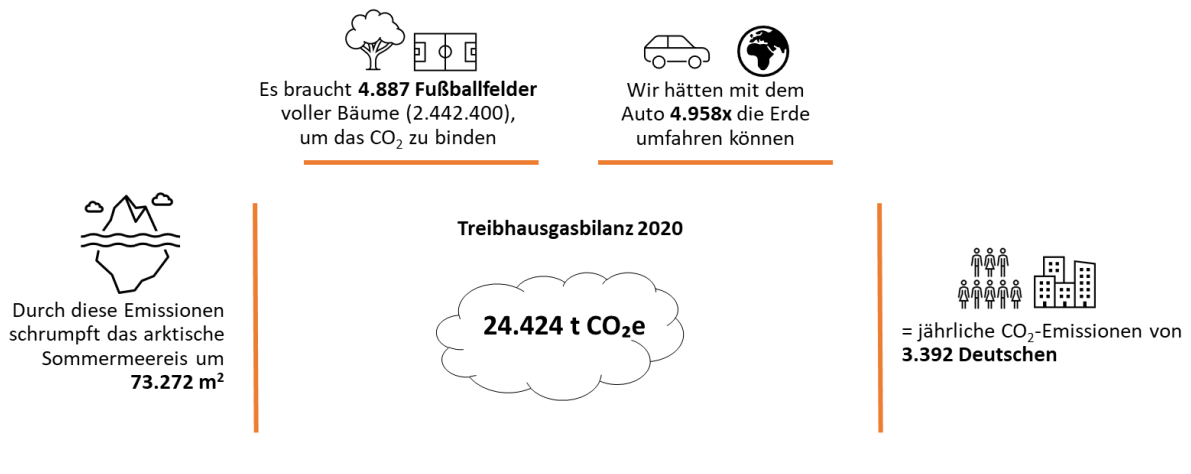 Es braucht 4.887 Fußballfelder
voller Bäume (2.442.400),
um das CO₂ zu binden
Wir hätten mit dem
Auto 4.958x die Erde
umfahren können
Treibhausgasbilanz 2020
24.424 t CO₂e
Durch diese Emissionen
schrumpft das arktische
Sommermeereis um
73.272 m²
= jährliche CO₂-Emissionen von
3.392 Deutschen